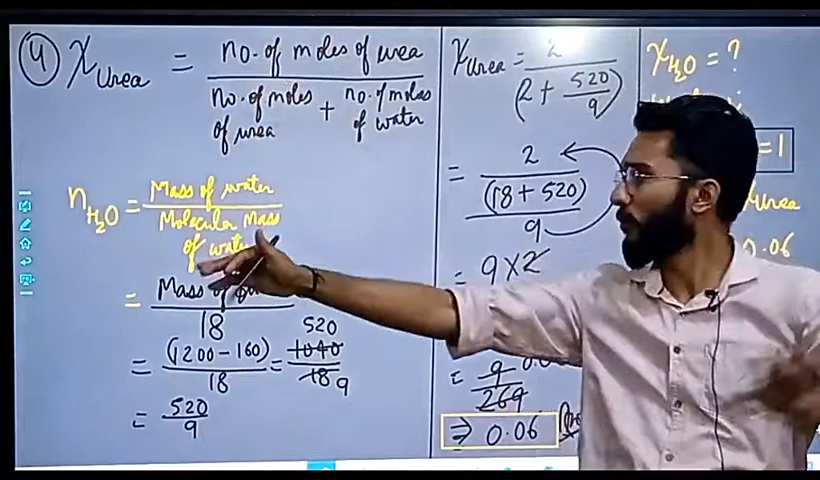 4 χUrea = no. of moles of urea
no. of moles of urea + no. of moles of water
nH2O = Mass of water
Molecular Mass
of water
= Mass of
18
= (1200 - 160)
18
= 1040
18
520
9
= 520
9
χUrea = 2
(2 + 520
9)
= 2
(18 + 520)
9
= 9 × 2
= 9
269
⇒ 0.06
χH2O = ?
= 1
urea
0.06